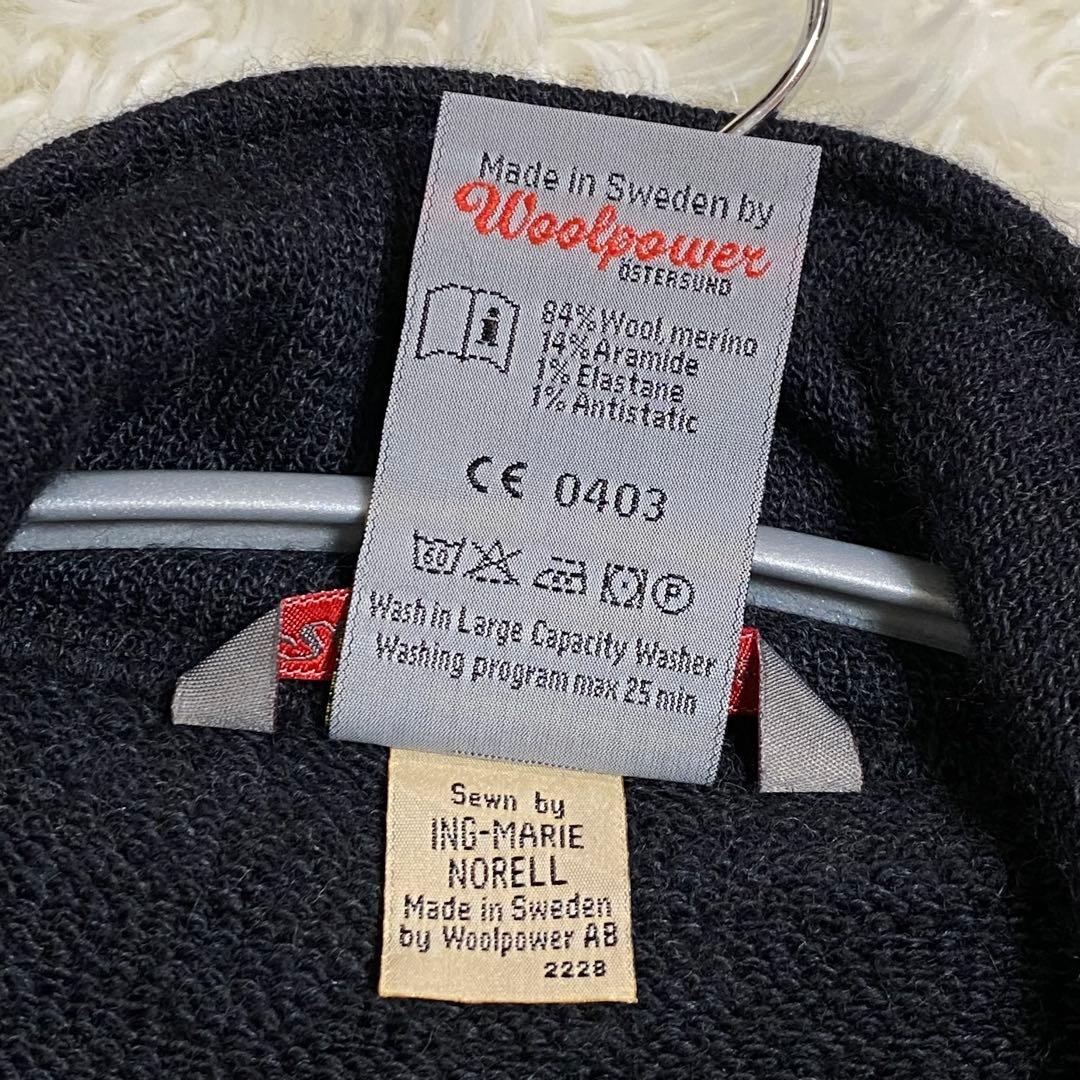 Made in Sweden by
Woolpower
ÖSTERSUND
84% Wool, merino
14% Aramide
1% Elastane
1% Antistatic
CE 0403
60
P
Wash in Large Capacity Washer
Washing program max 25 min
Sewn by
ING-MARIE
NORELL
Made in Sweden
by Woolpower AB
2228